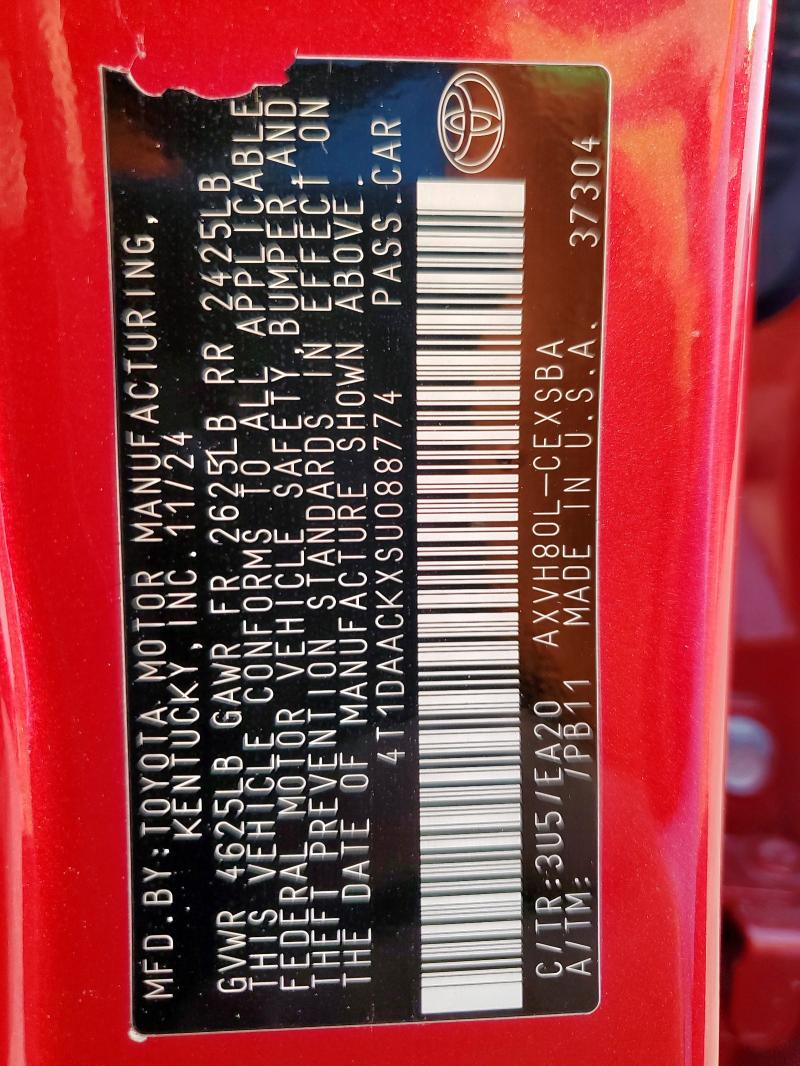 MFD.BY:TOYOTA MOTOR MANUFACTURING,
KENTUCKY, INC. 11/24
GVWR 4625LB GAWR FR 2625LB RR 2425LB
THIS VEHICLE CONFORMS TO ALL APPLICABLE
FEDERAL MOTOR VEHICLE SAFETY,BUMPER AND
THEFT PREVENTION STANDARDS IN EFFECT ON
THE DATE OF MANUFACTURE SHOWN ABOVE.
4T1DAACKXSU088774 PASS.CAR
C/TR:3U5/EA20 AXVH80L-CEXSBA
A/TM: /PB11 MADE IN U.S.A. 37304